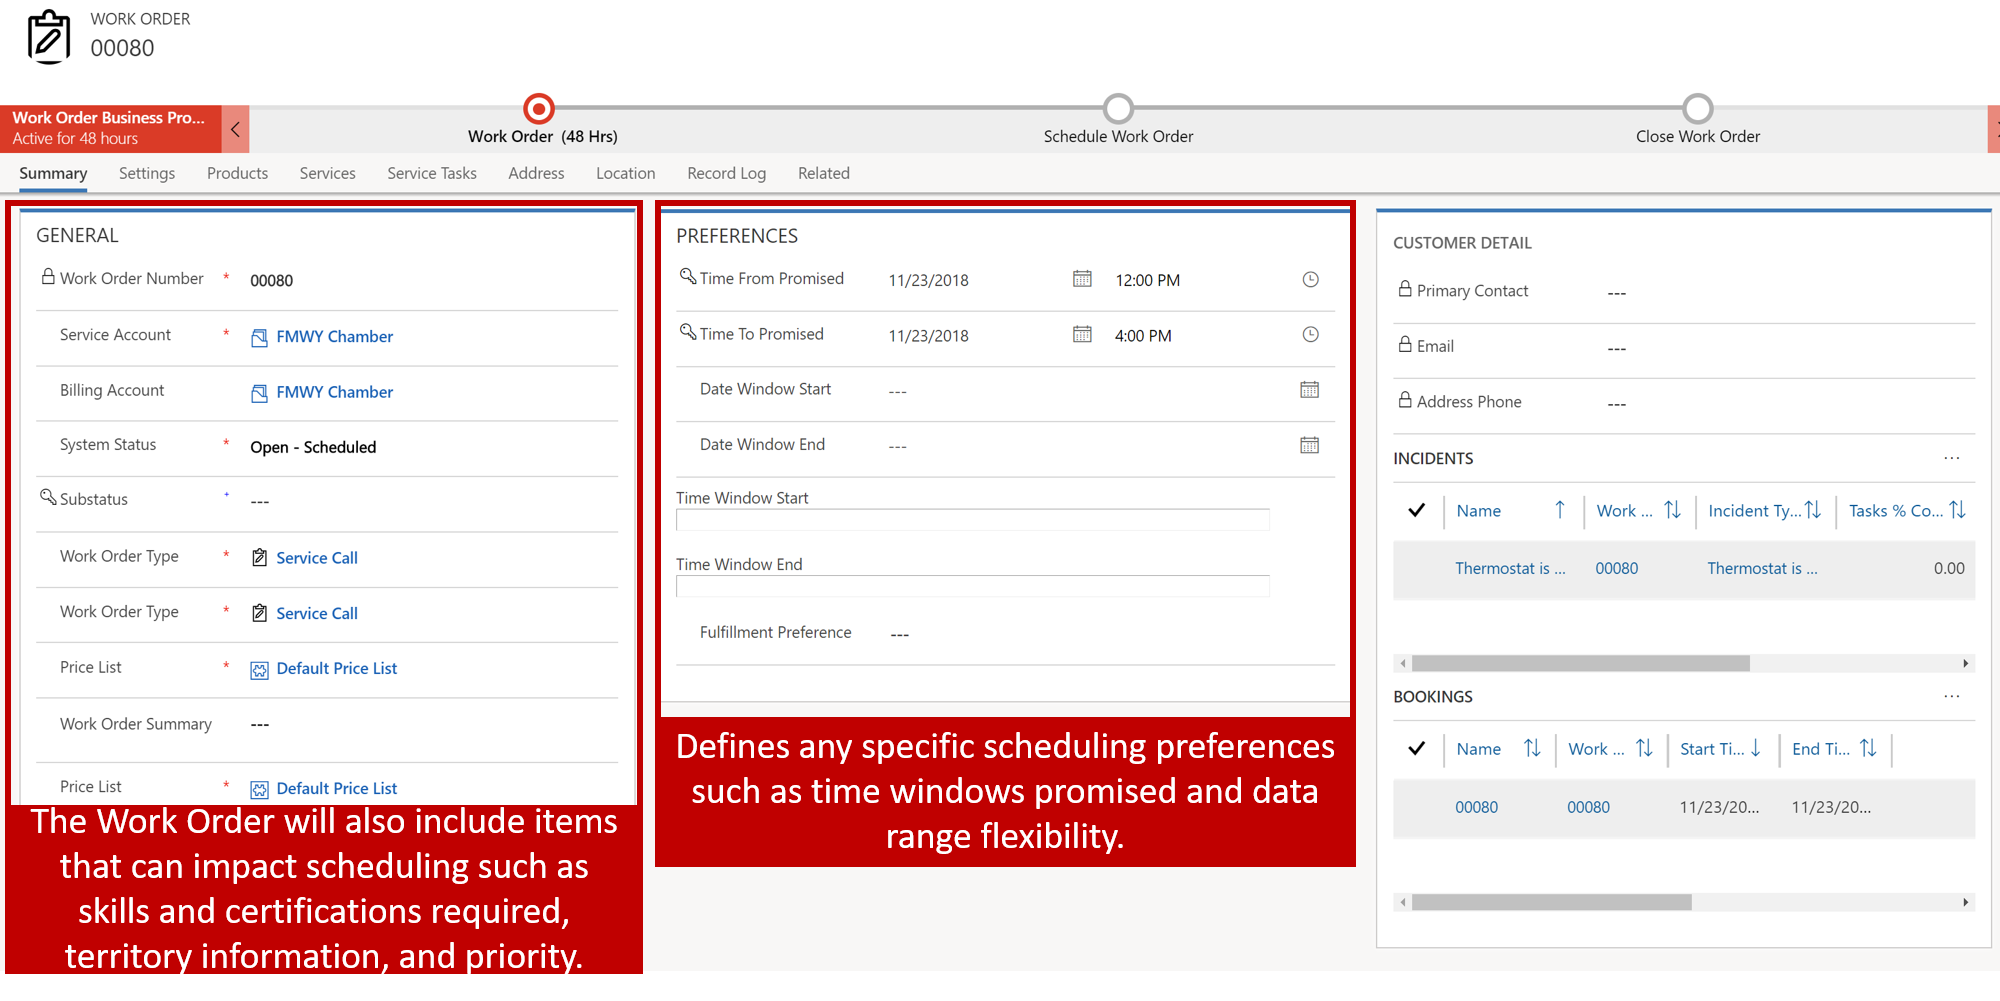 WORK ORDER
00080
Work Order Business Pro...
Active for 48 hours
Work Order (48 Hrs)
Schedule Work Order
Close Work Order
Summary Settings Products Services Service Tasks Address Location Record Log Related
GENERAL
Work Order Number * 00080
Service Account * FMWY Chamber
Billing Account FMWY Chamber
System Status * Open - Scheduled
Substatus + ---
Work Order Type * Service Call
Work Order Type * Service Call
Price List * Default Price List
Work Order Summary ---
Price List * Default Price List
The Work Order will also include items
that can impact scheduling such as
skills and certifications required,
territory information, and priority.
PREFERENCES
Time From Promised 11/23/2018 12:00 PM
Time To Promised 11/23/2018 4:00 PM
Date Window Start ---
Date Window End ---
Time Window Start
Time Window End
Fulfillment Preference ---
Defines any specific scheduling preferences
such as time windows promised and data
range flexibility.
CUSTOMER DETAIL
Primary Contact ---
Email ---
Address Phone ---
INCIDENTS ...
Name Work ... Incident Ty... Tasks % Co...
Thermostat is ... 00080 Thermostat is ... 0.00
BOOKINGS ...
Name Work ... Start Ti... End Ti...
00080 00080 11/23/20... 11/23/20...